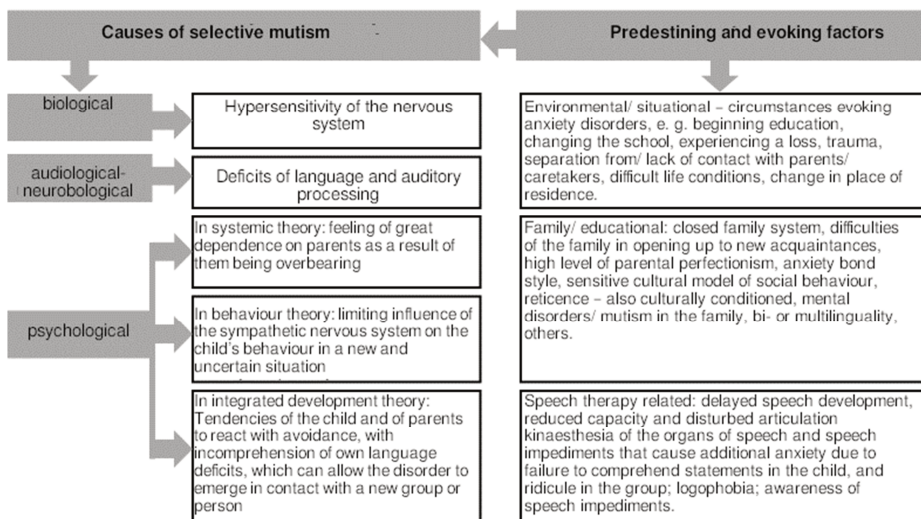 Causes of selective mutism
Predestining and evoking factors
biological
Hypersensitivity of the nervous
system
audiological-
neurobological
Deficits of language and auditory
processing
psychological
In systemic theory: feeling of great
dependence on parents as a result of
them being overbearing
In behaviour theory: limiting influence of
the sympathetic nervous system on the
child's behaviour in a new and
uncertain situation
In integrated development theory:
Tendencies of the child and of parents
to react with avoidance, with
incomprehension of own language
deficits, which can allow the disorder to
emerge in contact with a new group or
person
Environmental/ situational – circumstances evoking
anxiety disorders, e. g. beginning education,
changing the school, experiencing a loss, trauma,
separation from/ lack of contact with parents/
caretakers, difficult life conditions, change in place of
residence.
Family/ educational: closed family system, difficulties
of the family in opening up to new acquaintances,
high level of parental perfectionism, anxiety bond
style, sensitive cultural model of social behaviour,
reticence – also culturally conditioned, mental
disorders/ mutism in the family, bi- or multilinguality,
others.
Speech therapy related: delayed speech development,
reduced capacity and disturbed articulation
kinaesthesia of the organs of speech and speech
impediments that cause additional anxiety due to
failure to comprehend statements in the child, and
ridicule in the group; logophobia; awareness of
speech impediments.